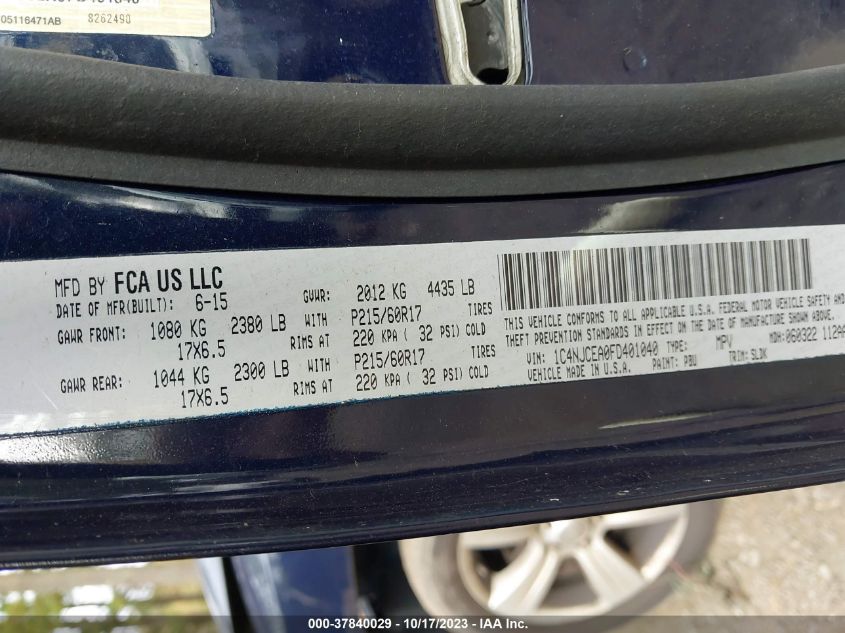 05116471AB 8262490
MFD BY FCA US LLC
DATE OF MFR(BUILT): 6-15 GVWR: 2012 KG 4435 LB
GAWR FRONT: 1080 KG 2380 LB WITH P215/60R17 TIRES
17X6.5 RIMS AT 220 KPA ( 32 PSI) COLD
GAWR REAR: 1044 KG 2300 LB WITH P215/60R17 TIRES
17X6.5 RIMS AT 220 KPA ( 32 PSI) COLD
THIS VEHICLE CONFORMS TO ALL APPLICABLE U.S.A. FEDERAL MOTOR VEHICLE SAFETY AND
THEFT PREVENTION STANDARDS IN EFFECT ON THE DATE OF MANUFACTURE SHOWN ABOVE.
VIN: 1C4NJCEA0FD401040 TYPE: MPV MDH: 060322
VEHICLE MADE IN U.S.A. PAINT: PBU TRIM: SLDK
000-37840029 - 10/17/2023 - IAA Inc.